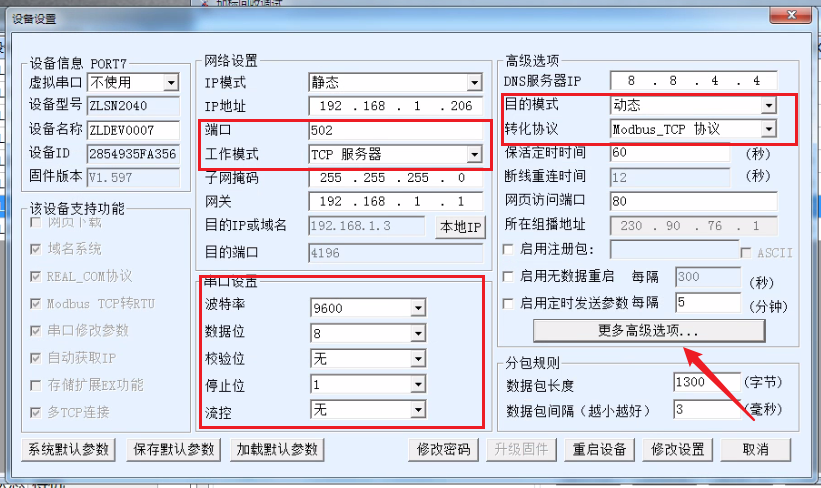 设备设置
设备信息 PORT7
虚拟串口 不使用
设备型号 ZLSN2040
设备名称 ZLDEV0007
设备ID 2854935FA356
固件版本 V1.597
该设备支持功能
网页下载
域名系统
REAL_COM协议
Modbus TCP转RTU
串口修改参数
自动获取IP
存储扩展EX功能
多TCP连接
网络设置
IP模式 静态
IP地址 192 .168 . 1 .206
端口 502
工作模式 TCP 服务器
子网掩码 255 .255 .255 . 0
网关 192 .168 . 1 . 1
目的IP或域名 192.168.1.3 本地IP
目的端口 4196
串口设置
波特率 9600
数据位 8
校验位 无
停止位 1
流控 无
高级选项
DNS服务器IP 8 . 8 . 4 . 4
目的模式 动态
转化协议 Modbus_TCP 协议
保活定时时间 60 (秒)
断线重连时间 12 (秒)
网页访问端口 80
所在组播地址 230 . 90 . 76 . 1
启用注册包: ASCII
启用无数据重启 每隔 300 (秒)
启用定时发送参数 每隔 5 (分钟)
更多高级选项...
分包规则
数据包长度 1300 (字节)
数据包间隔(越小越好) 3 (毫秒)
系统默认参数 保存默认参数 加载默认参数 修改密码 升级固件 重启设备 修改设置 取消